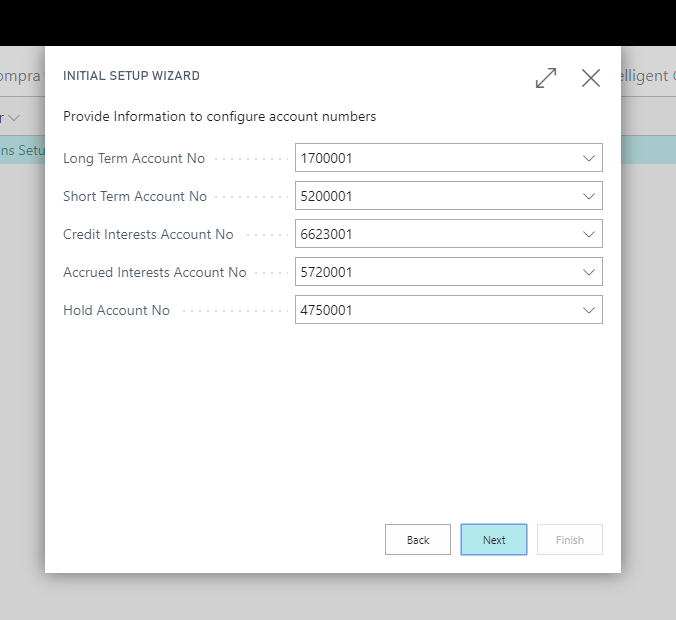 INITIAL SETUP WIZARD
ompra
elligent
Provide Information to configure account numbers
r
ns Setu
Long Term Account No 1700001
Short Term Account No 5200001
Credit Interests Account No 6623001
Accrued Interests Account No 5720001
Hold Account No 4750001
Back Next Finish